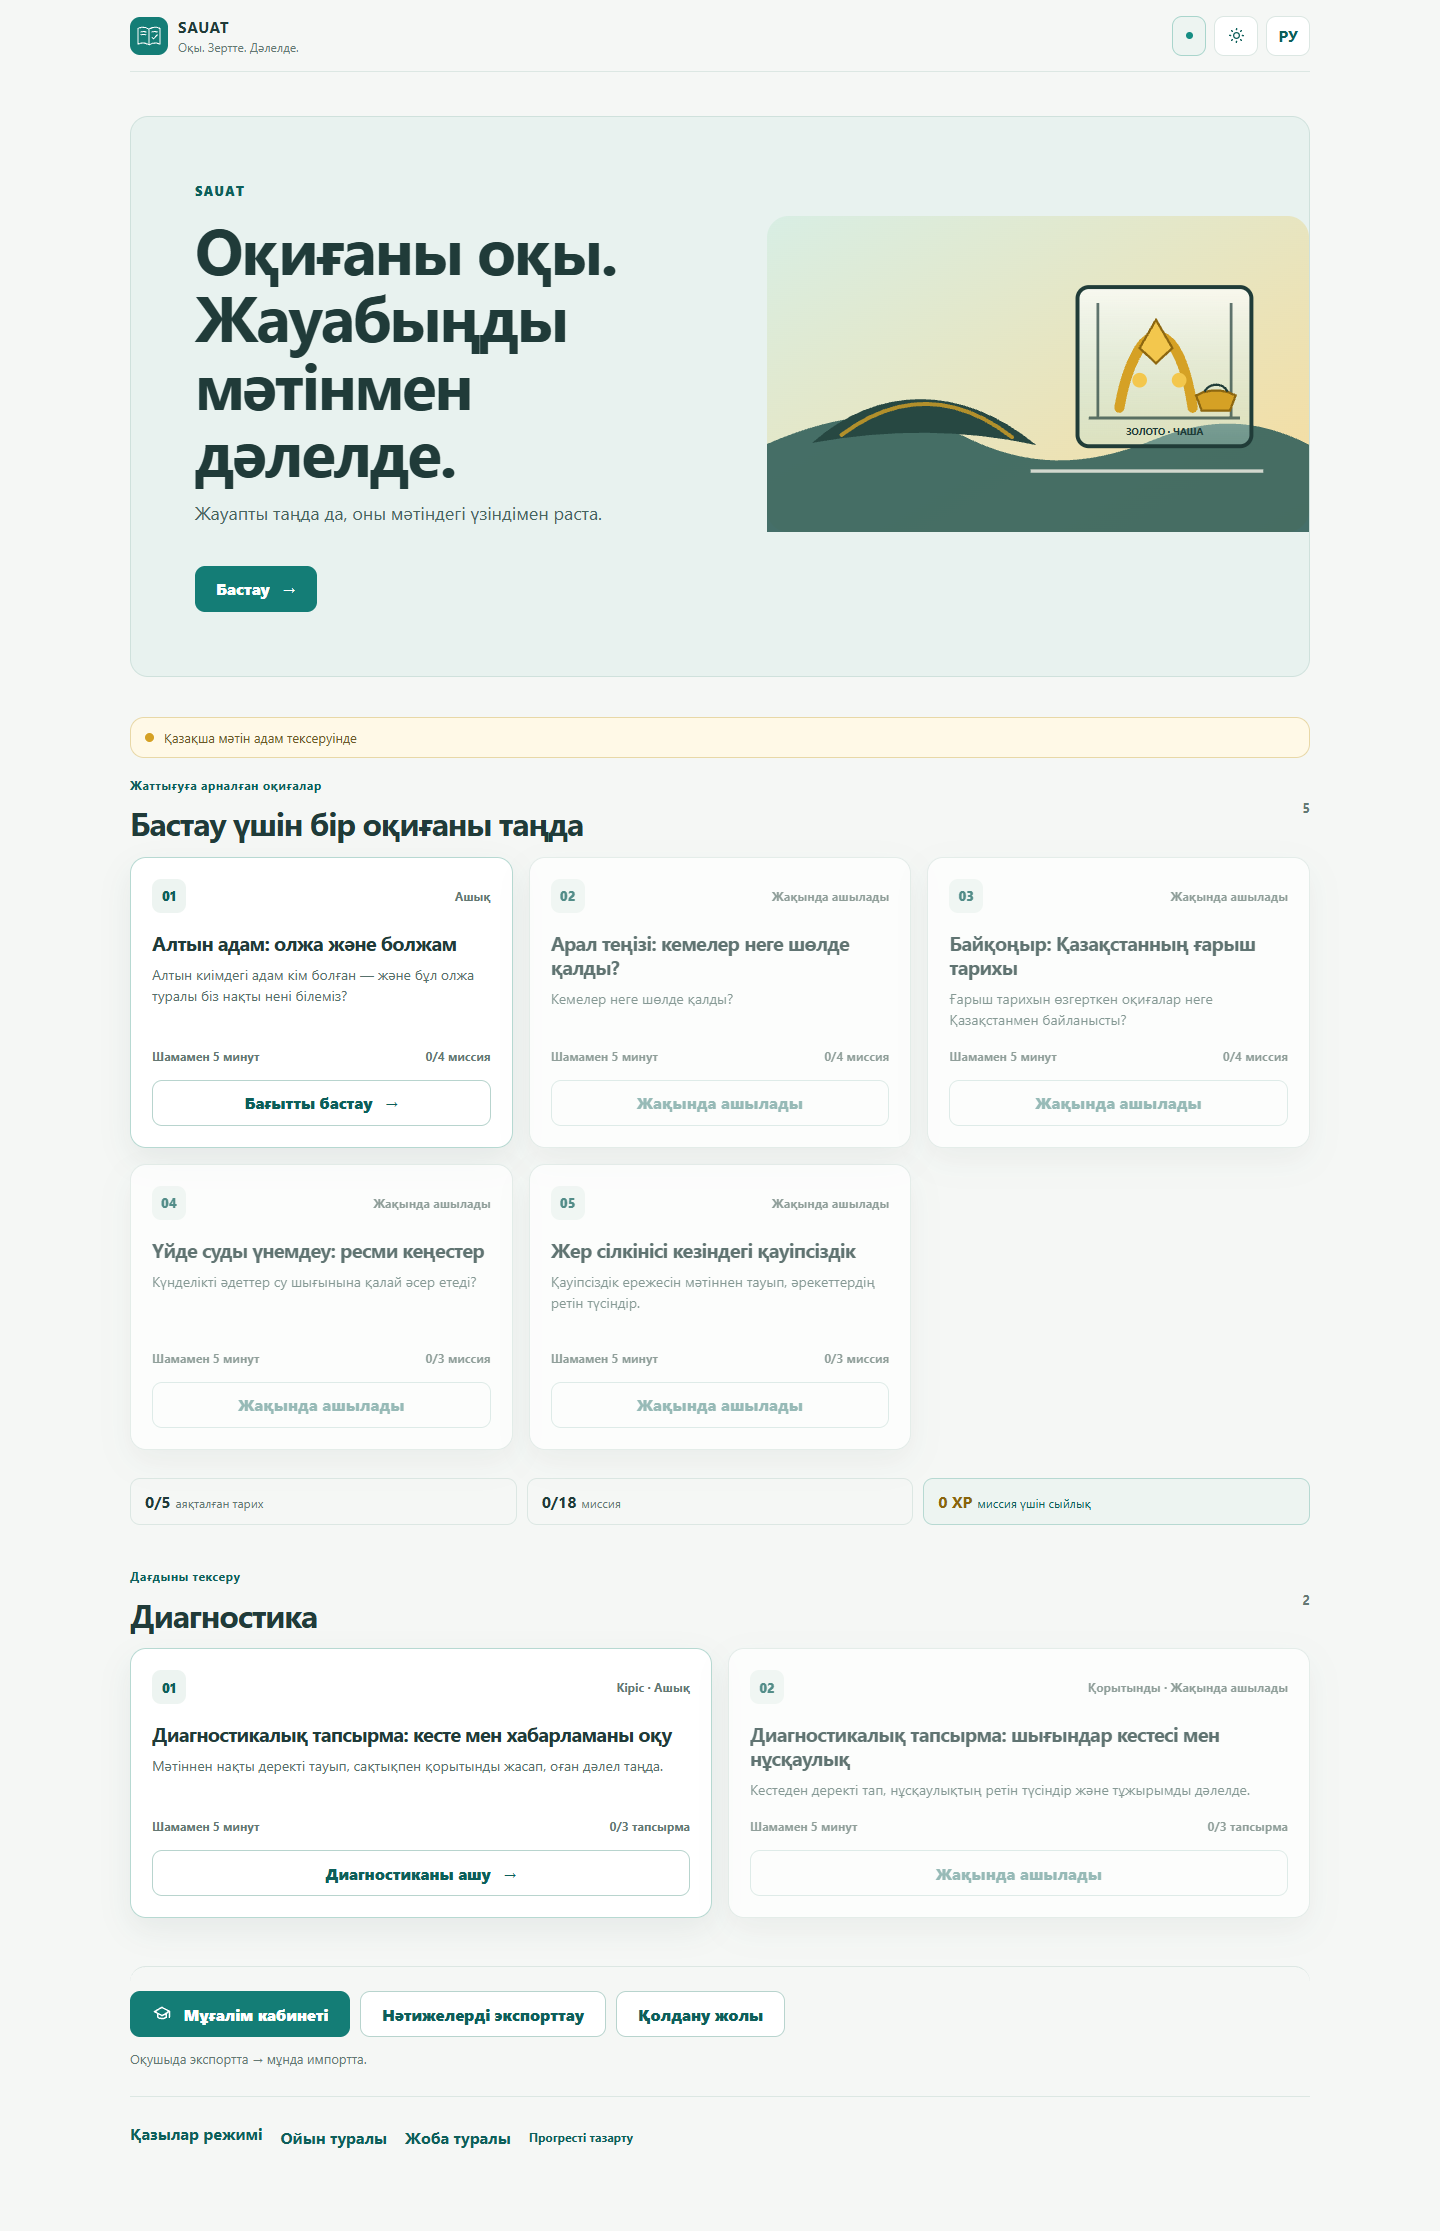 SAUAT
Оқы. Зертте. Дәлелде.
РУ
SAUAT
Оқиғаны оқы.
Жауабыңды
мәтінмен
дәлелде.
Жауапты таңда да, оны мәтіндегі үзіндімен раста.
Бастау →
ЗОЛОТО · ЧАША
Қазақша мәтін адам тексеруінде
Жаттығуға арналған оқиғалар
Бастау үшін бір оқиғаны таңда
5
01
Ашық
Алтын адам: олжа және болжам
Алтын киімдегі адам кім болған — және бұл олжа
туралы біз нақты нені білеміз?
Шамамен 5 минут
0/4 миссия
Бағытты бастау →
02
Жақында ашылады
Арал теңізі: кемелер неге шөлде
қалды?
Кемелер неге шөлде қалды?
Шамамен 5 минут
0/4 миссия
Жақында ашылады
03
Жақында ашылады
Байқоңыр: Қазақстанның ғарыш
тарихы
Ғарыш тарихын өзгерткен оқиғалар неге
Қазақстанмен байланысты?
Шамамен 5 минут
0/4 миссия
Жақында ашылады
04
Жақында ашылады
Үйде суды үнемдеу: ресми кеңестер
Күнделікті әдеттер су шығынына қалай әсер етеді?
Шамамен 5 минут
0/3 миссия
Жақында ашылады
05
Жақында ашылады
Жер сілкінісі кезіндегі қауіпсіздік
Қауіпсіздік ережесін мәтіннен тауып, әрекеттердің
ретін түсіндір.
Шамамен 5 минут
0/3 миссия
Жақында ашылады
0/5 аяқталған тарих
0/18 миссия
0 XP миссия үшін сыйлық
Дағдыны тексеру
Диагностика
2
01
Кіріс · Ашық
Диагностикалық тапсырма: кесте мен хабарламаны оқу
Мәтіннен нақты деректі тауып, сақтықпен қорытынды жасап, оған дәлел таңда.
Шамамен 5 минут
0/3 тапсырма
Диагностиканы ашу →
02
Қорытынды · Жақында ашылады
Диагностикалық тапсырма: шығындар кестесі мен
нұсқаулық
Кестеден деректі тап, нұсқаулықтың ретін түсіндір және тұжырымды дәлелде.
Шамамен 5 минут
0/3 тапсырма
Жақында ашылады
Мұғалім кабинеті
Нәтижелерді экспорттау
Қолдану жолы
Оқушыда экспортта → мұнда импортта.
Қазылар режимі
Ойын туралы
Жоба туралы
Прогресті тазарту